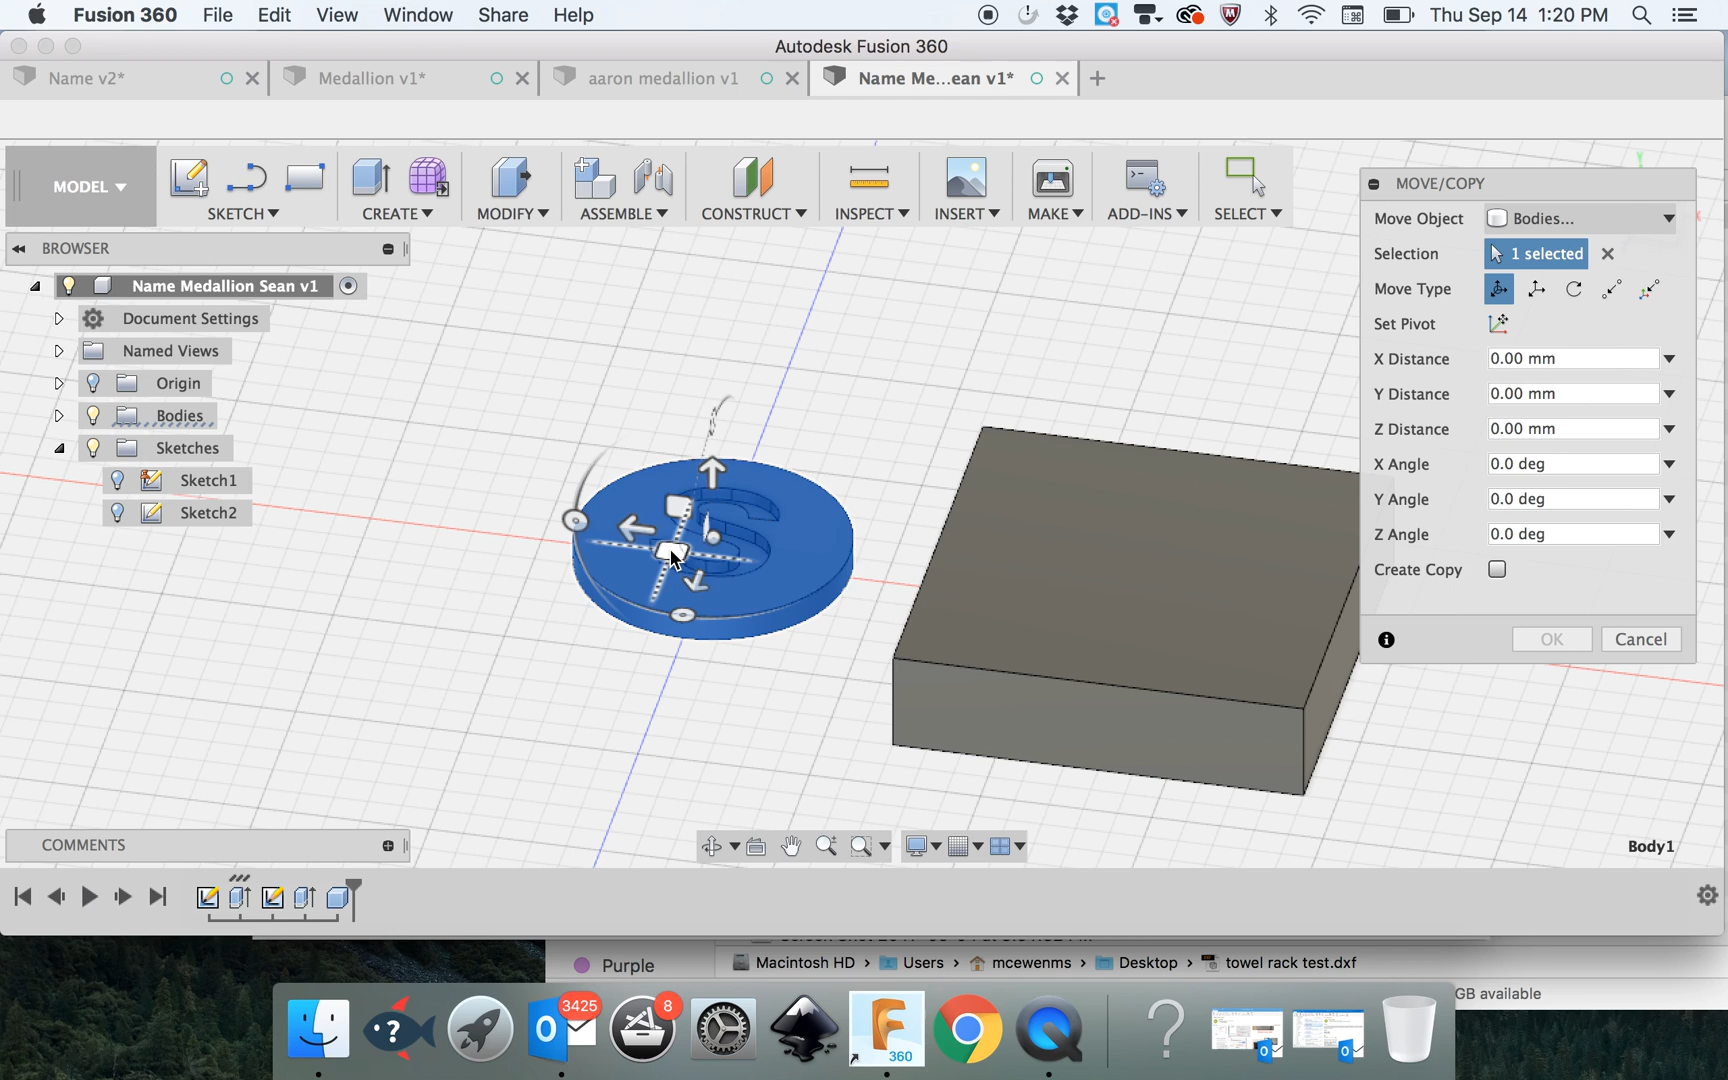 Fusion 360 File Edit View Window Share Help
Thu Sep 14 1:20 PM
Autodesk Fusion 360
Name v2*
Medallion v1*
aaron medallion v1
Name Me...ean v1*
MODEL
SKETCH
CREATE
MODIFY
ASSEMBLE
CONSTRUCT
INSPECT
INSERT
MAKE
ADD-INS
SELECT
BROWSER
Name Medallion Sean v1
Document Settings
Named Views
Origin
Bodies
Sketches
Sketch1
Sketch2
S
MOVE/COPY
Move Object Bodies...
Selection 1 selected
Move Type
Set Pivot
X Distance 0.00 mm
Y Distance 0.00 mm
Z Distance 0.00 mm
X Angle 0.0 deg
Y Angle 0.0 deg
Z Angle 0.0 deg
Create Copy
OK Cancel
COMMENTS
Body1
Purple
Macintosh HD › Users › mcewenms › Desktop › towel rack test.dxf
GB available
3425
8
360